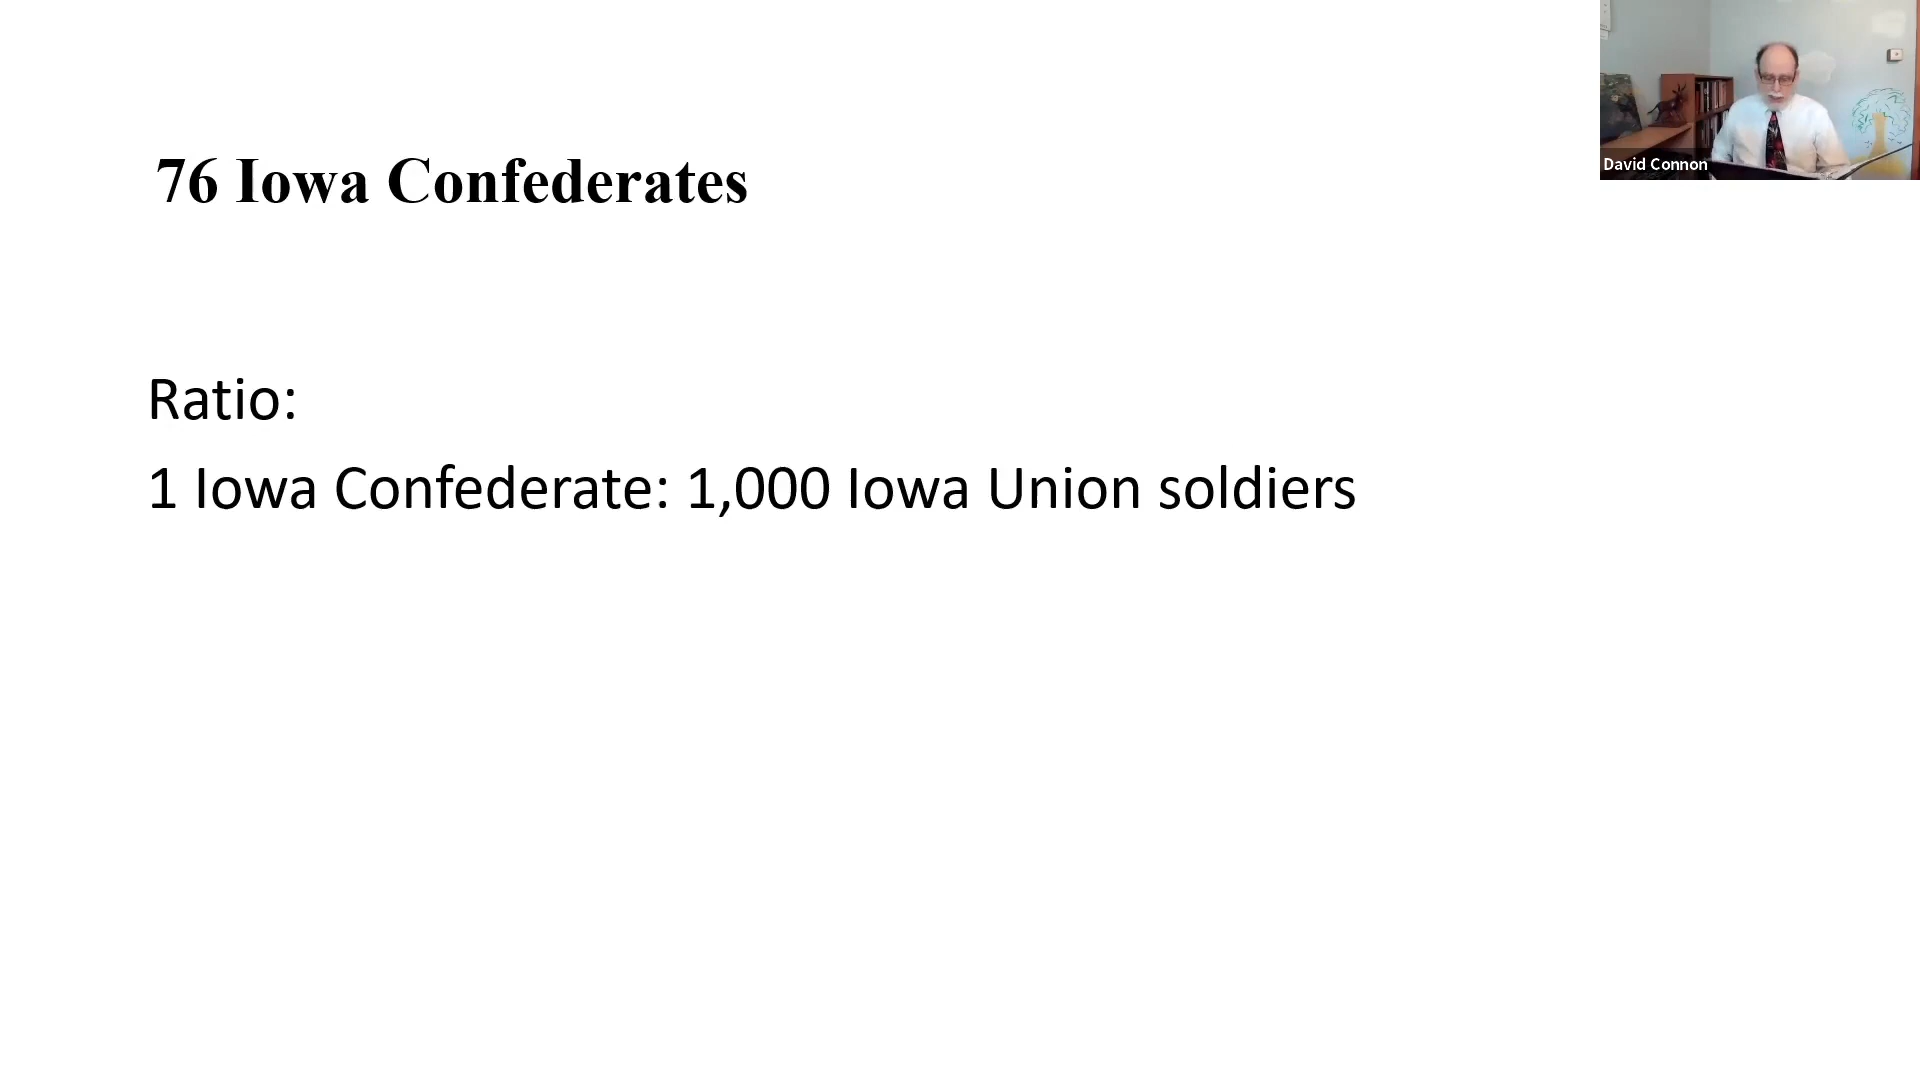 76 Iowa Confederates
Ratio:
1 Iowa Confederate: 1,000 Iowa Union soldiers
David Connon